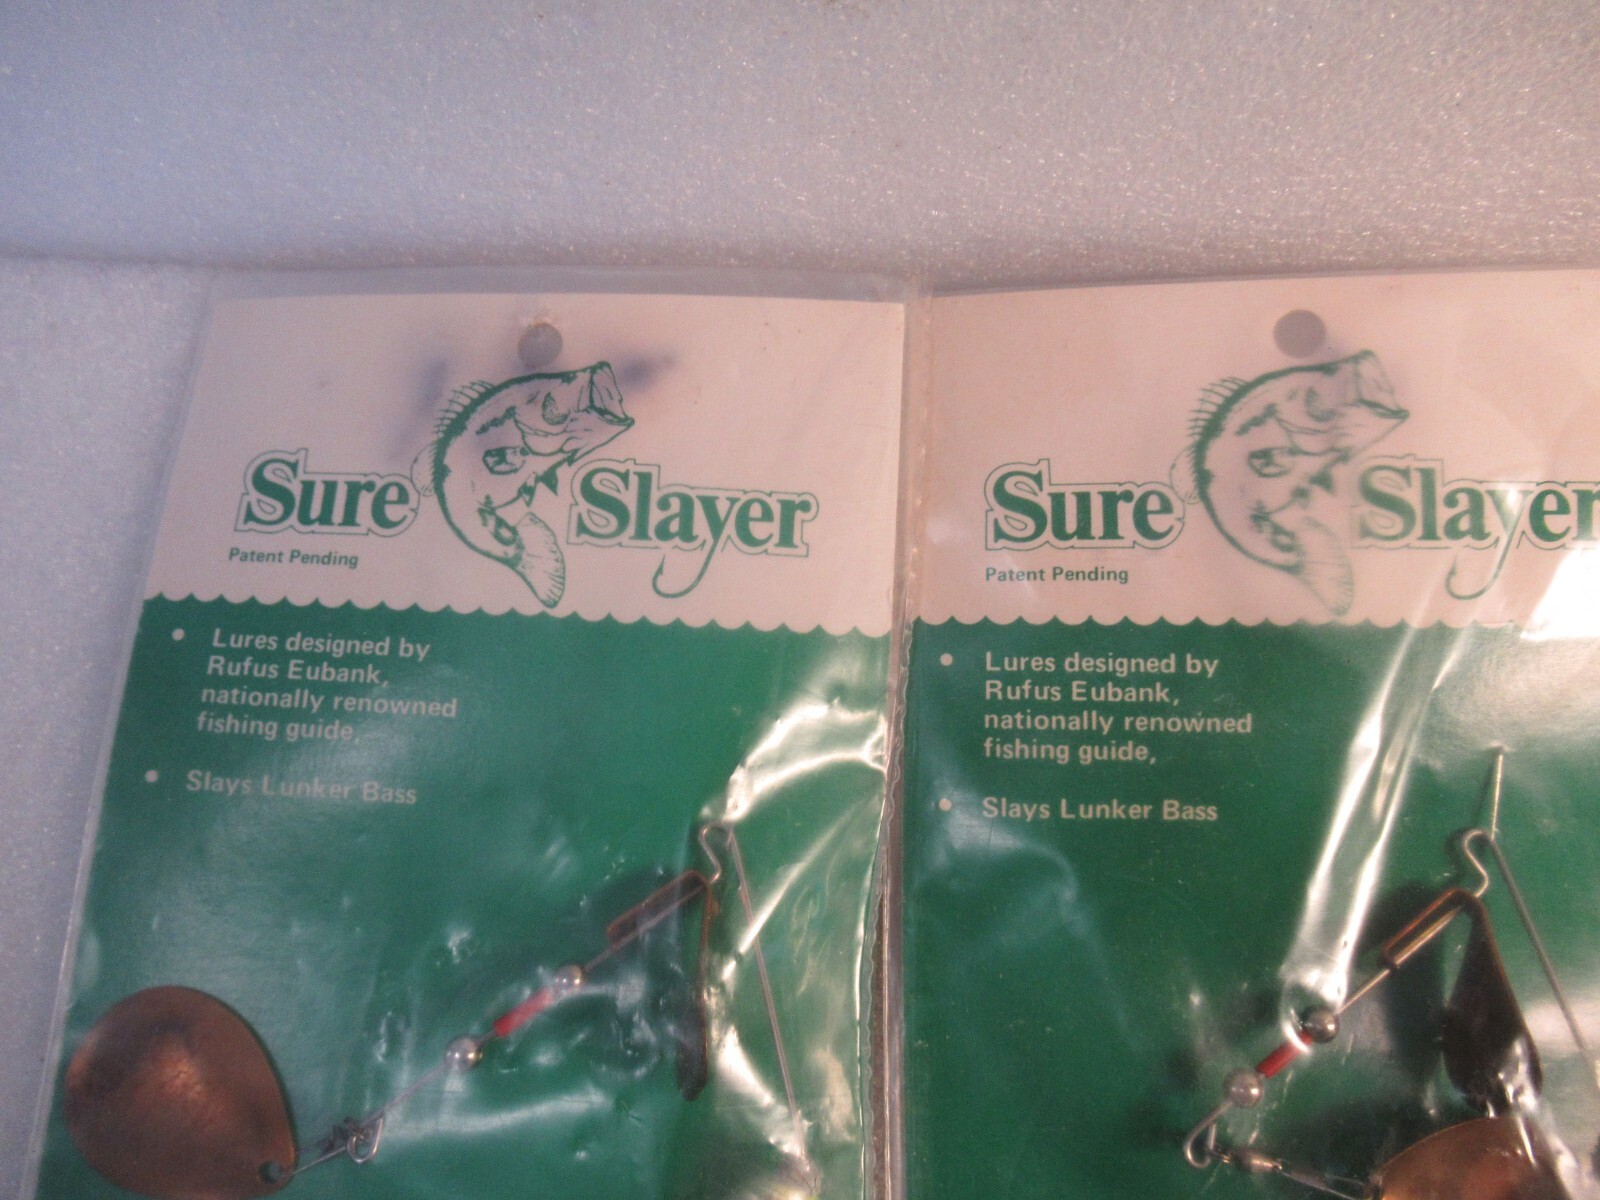 Sure Slayer
Patent Pending
• Lures designed by
Rufus Eubank,
nationally renowned
fishing guide,
• Slays Lunker Bass
Sure Slayer
Patent Pending
• Lures designed by
Rufus Eubank,
nationally renowned
fishing guide,
• Slays Lunker Bass